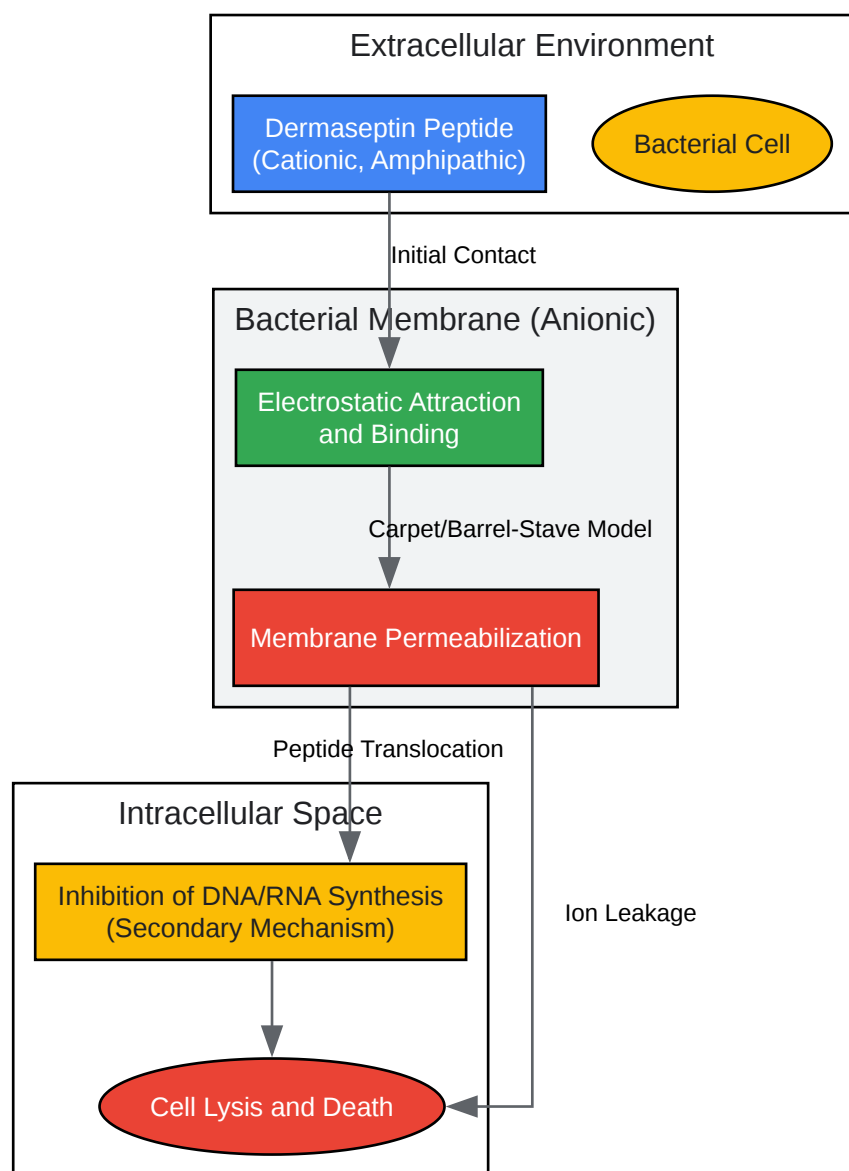 Extracellular Environment
Dermaseptin Peptide
(Cationic, Amphipathic)
Bacterial Cell
Initial Contact
Bacterial Membrane (Anionic)
Electrostatic Attraction
and Binding
Carpet/Barrel-Stave Model
Membrane Permeabilization
Peptide Translocation
Intracellular Space
Inhibition of DNA/RNA Synthesis
(Secondary Mechanism)
Ion Leakage
Cell Lysis and Death